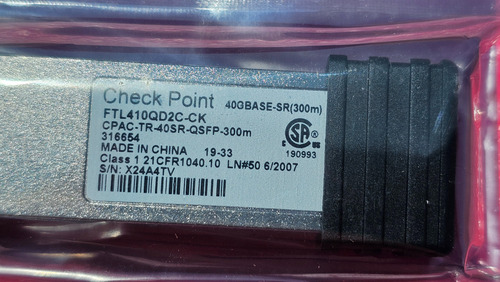 Check Point 40GBASE-SR(300m)
FTL410QD2C-CK
CPAC-TR-40SR-QSFP-300m
316654
MADE IN CHINA 19-33
Class 1 21CFR1040.10 LN#50 6/2007
S/N: X24A4TV
SA
190993